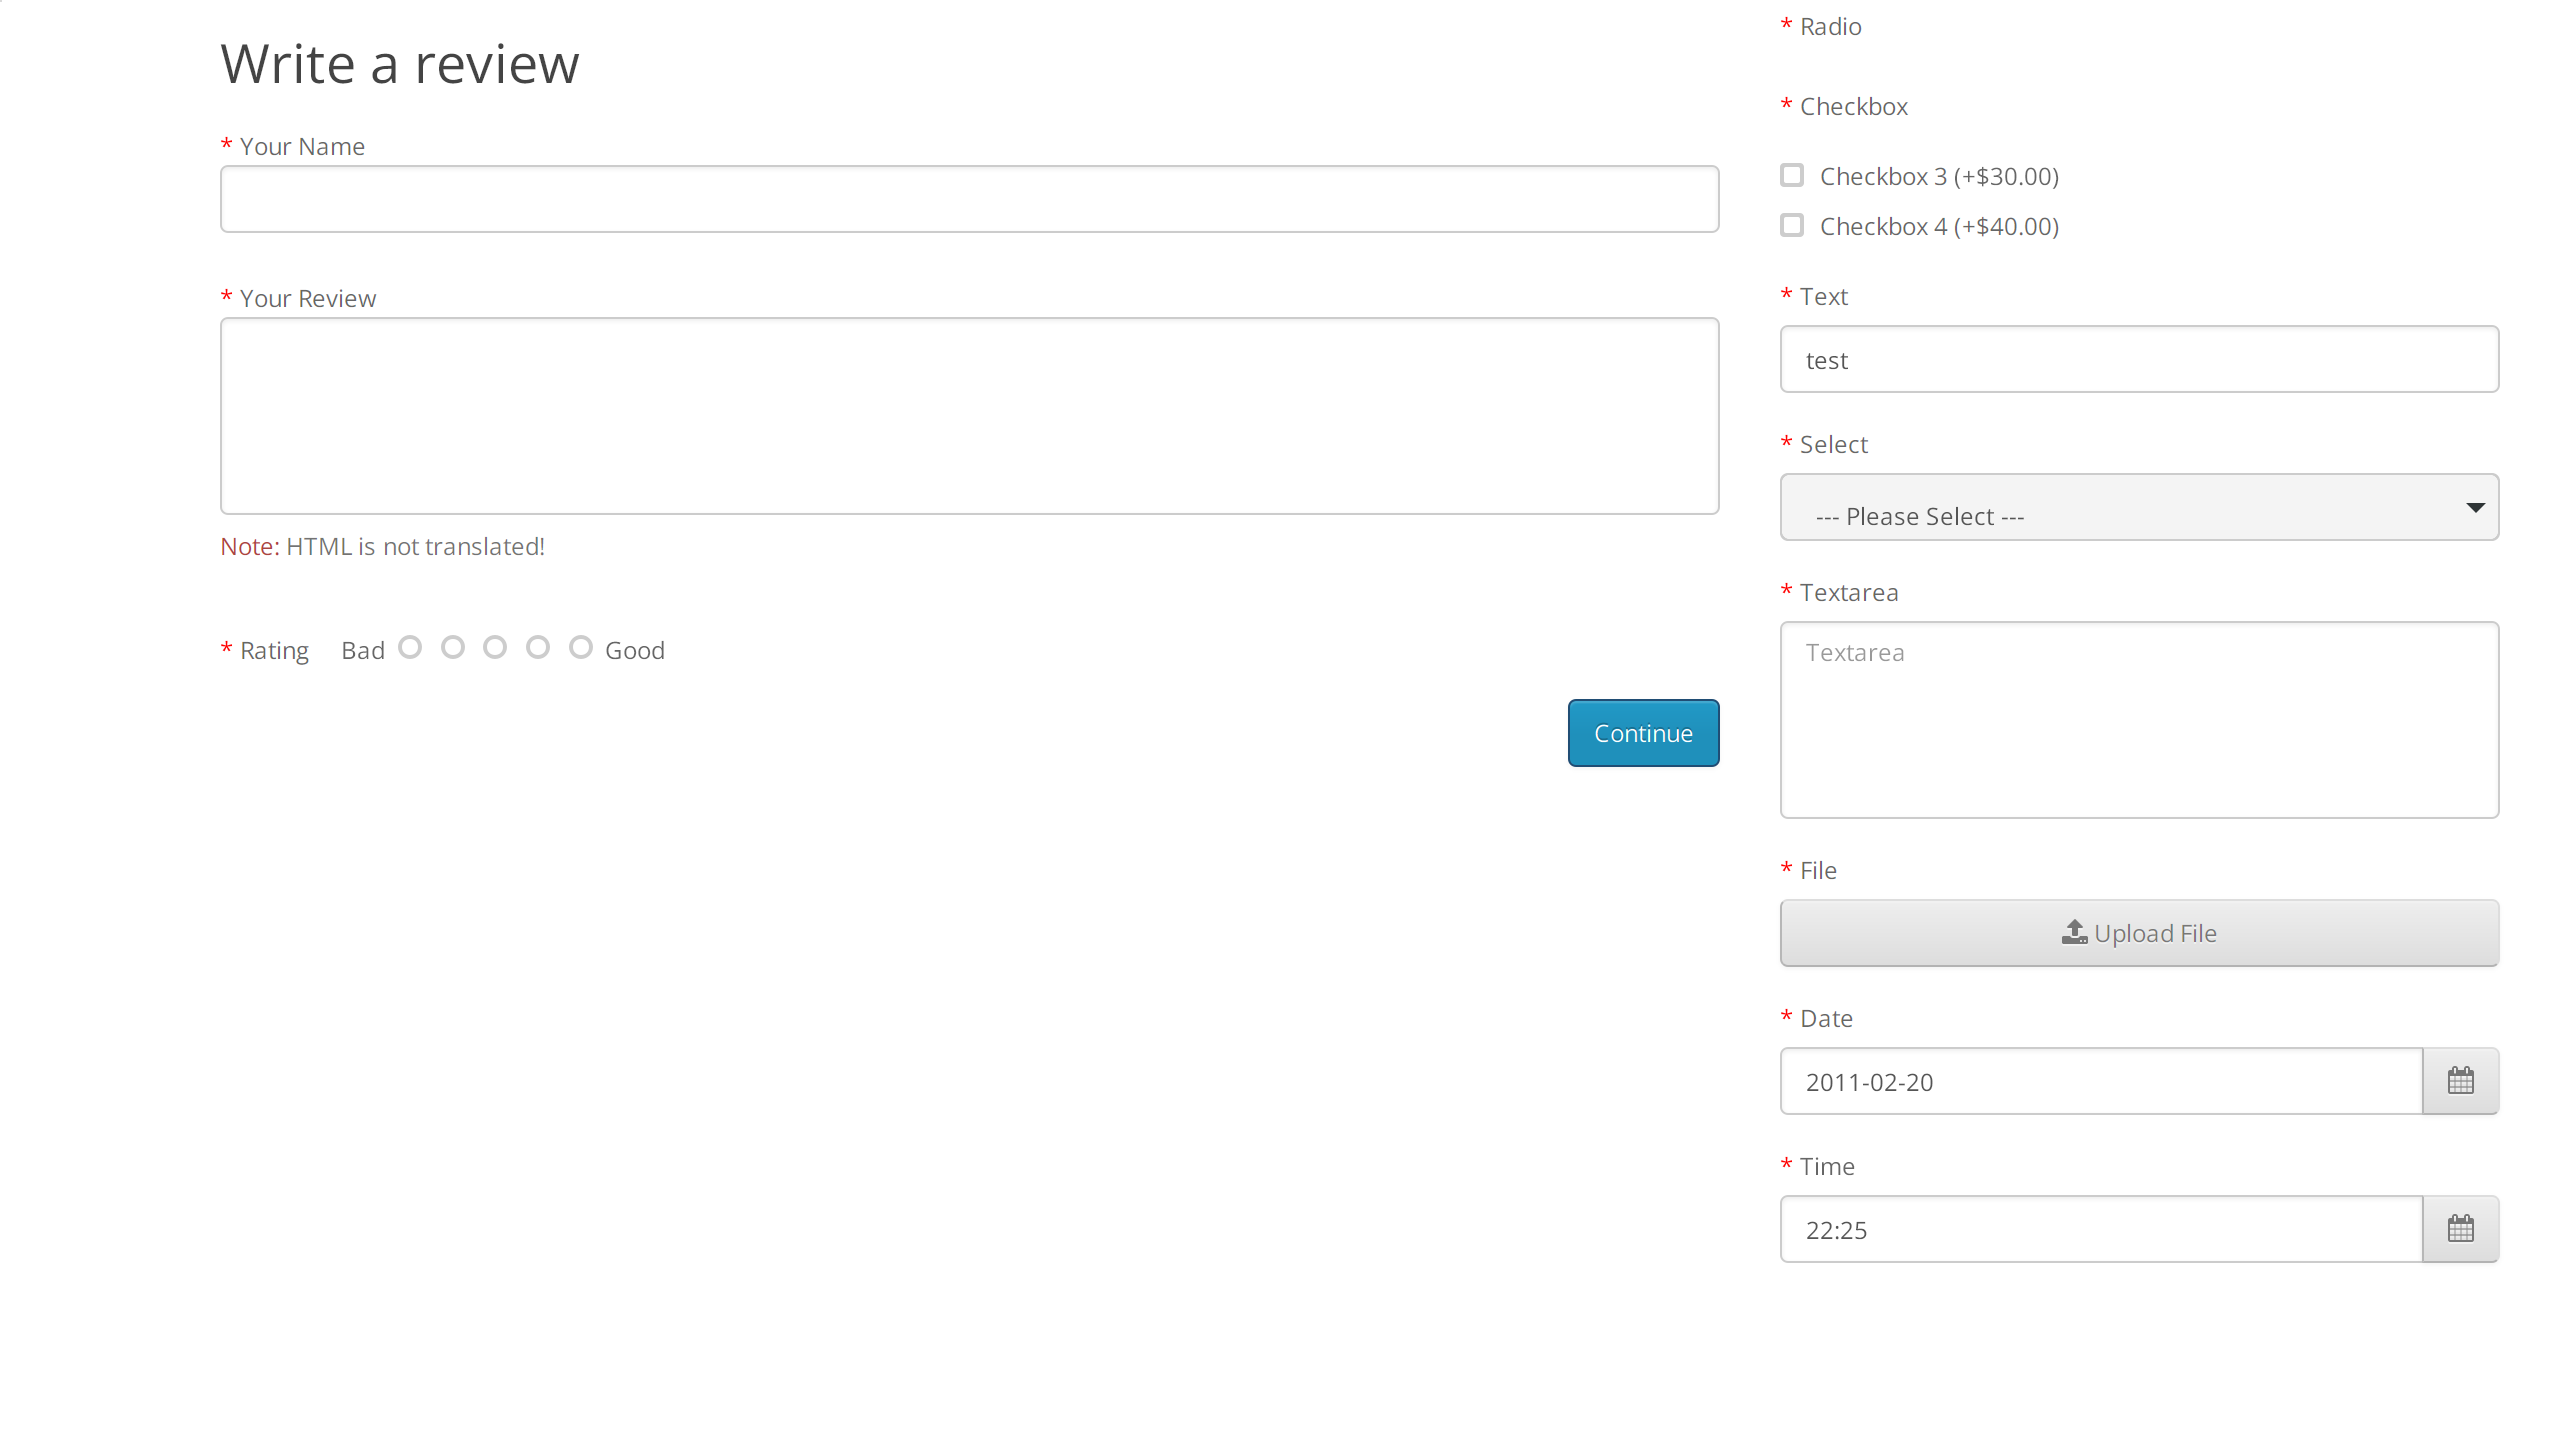 Write a review
* Your Name
* Your Review
Note: HTML is not translated!
* Rating Bad Good
Continue
* Radio
* Checkbox
Checkbox 3 (+$30.00)
Checkbox 4 (+$40.00)
* Text
test
* Select
--- Please Select ---
* Textarea
Textarea
* File
Upload File
* Date
2011-02-20
* Time
22:25